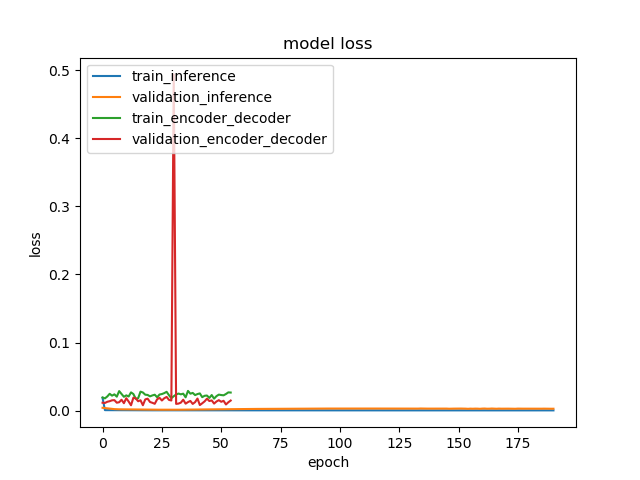 model loss
train_inference
validation_inference
train_encoder_decoder
validation_encoder_decoder
0.5
0.4
0.3
0.2
0.1
0.0
loss
0 25 50 75 100 125 150 175
epoch